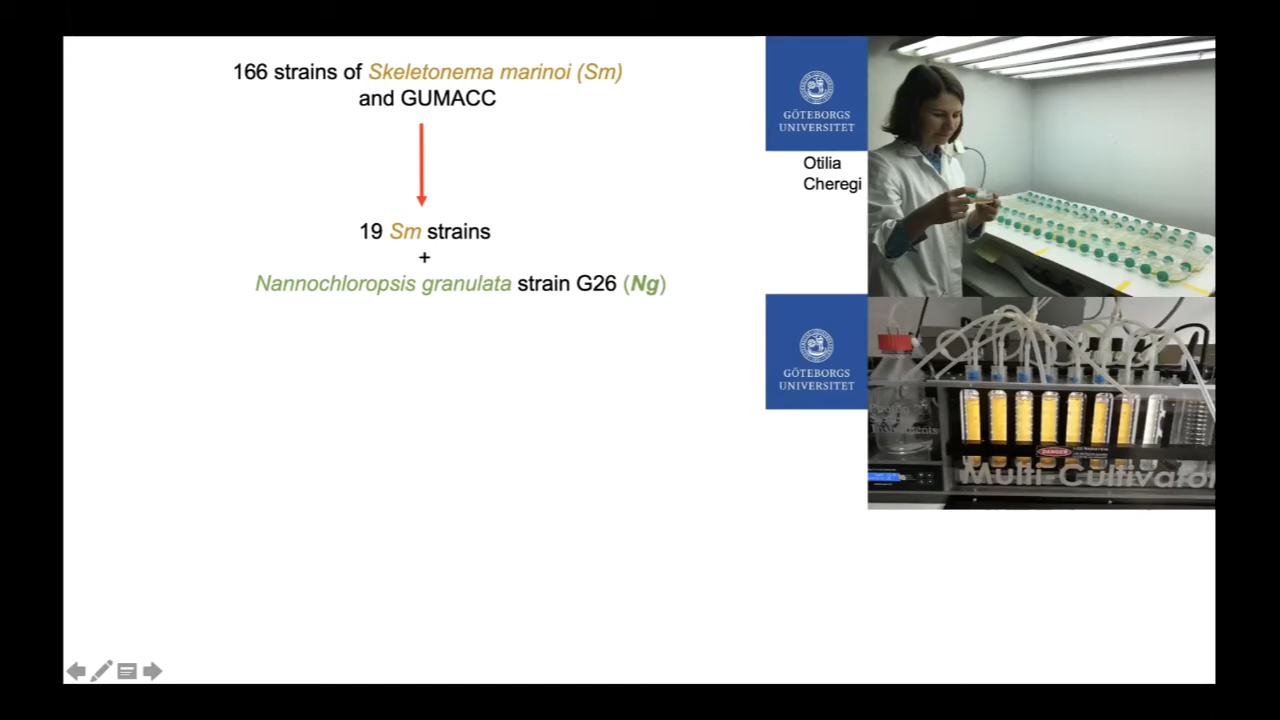 166 strains of Skeletonema marinoi (Sm)
and GUMACC
19 Sm strains
+
Nannochloropsis granulata strain G26 (Ng)
GÖTEBORGS
UNIVERSITET
Otilia
Cheregi
GÖTEBORGS
UNIVERSITET
DANGER
Multi-Cultivator